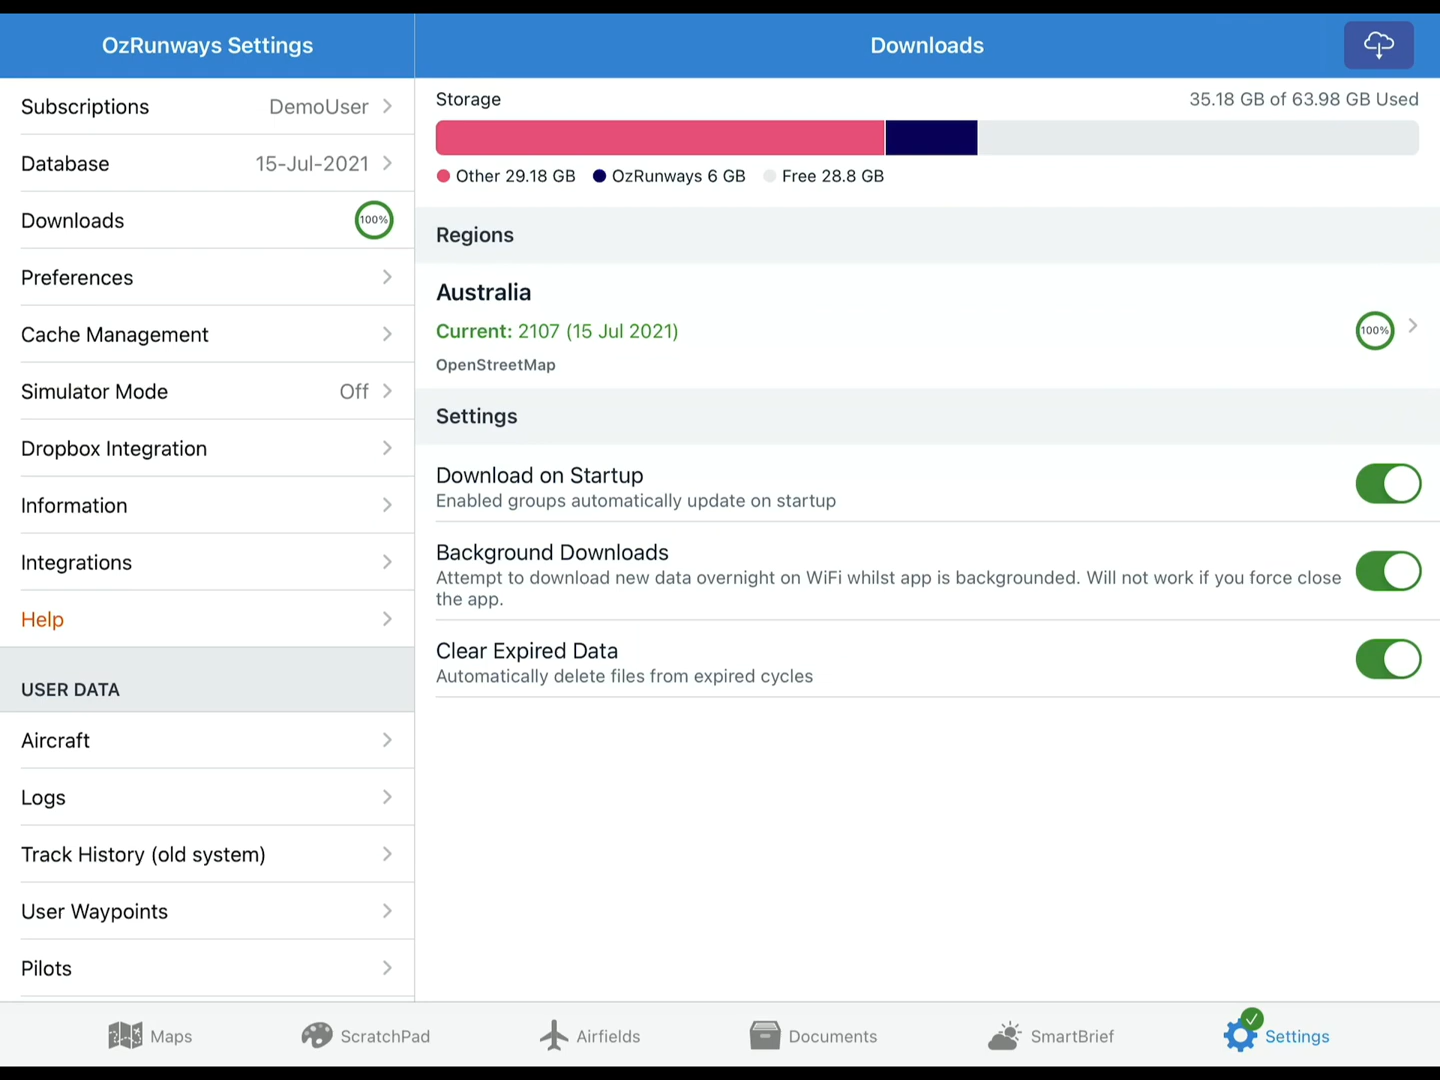 OzRunways Settings
Subscriptions DemoUser
Database 15-Jul-2021
Downloads 100%
Preferences
Cache Management
Simulator Mode Off
Dropbox Integration
Information
Integrations
Help
USER DATA
Aircraft
Logs
Track History (old system)
User Waypoints
Pilots
Downloads
Storage 35.18 GB of 63.98 GB Used
Other 29.18 GB OzRunways 6 GB Free 28.8 GB
Regions
Australia
Current: 2107 (15 Jul 2021) 100%
OpenStreetMap
Settings
Download on Startup
Enabled groups automatically update on startup
Background Downloads
Attempt to download new data overnight on WiFi whilst app is backgrounded. Will not work if you force close
the app.
Clear Expired Data
Automatically delete files from expired cycles
Maps ScratchPad Airfields Documents SmartBrief Settings